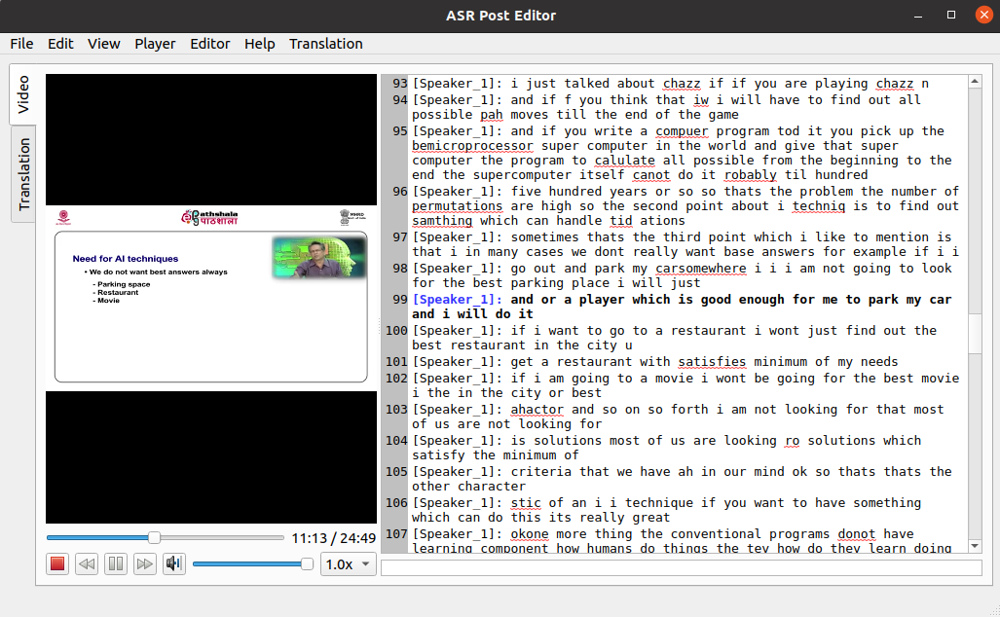 ASR Post Editor
File Edit View Player Editor Help Translation
Video
Translation
Pathshala
पाठशाला
MHRD
Need for AI techniques
• We do not want best answers always
- Parking space
- Restaurant
- Movie
11:13 / 24:49
1.0x
93 [Speaker_1]: i just talked about chazz if if you are playing chazz n
94 [Speaker_1]: and if f you think that iw i will have to find out all
possible pah moves till the end of the game
95 [Speaker_1]: and if you write a compuer program tod it you pick up the
bemicroprocessor super computer in the world and give that super
computer the program to calulate all possible from the beginning to the
end the supercomputer itself canot do it robably til hundred
96 [Speaker_1]: five hundred years or so so thats the problem the number of
permutations are high so the second point about i techniq is to find out
samthing which can handle tid ations
97 [Speaker_1]: sometimes thats the third point which i like to mention is
that i in many cases we dont really want base answers for example if i i
98 [Speaker_1]: go out and park my carsomewhere i i i am not going to look
for the best parking place i will just
99 [Speaker_1]: and or a player which is good enough for me to park my car
and i will do it
100 [Speaker_1]: if i want to go to a restaurant i wont just find out the
best restaurant in the city u
101 [Speaker_1]: get a restaurant with satisfies minimum of my needs
102 [Speaker_1]: if i am going to a movie i wont be going for the best movie
i the in the city or best
103 [Speaker_1]: ahactor and so on so forth i am not looking for that most
of us are not looking for
104 [Speaker_1]: is solutions most of us are looking ro solutions which
satisfy the minimum of
105 [Speaker_1]: criteria that we have ah in our mind ok so thats thats the
other character
106 [Speaker_1]: stic of an i i technique if you want to have something
which can do this its really great
107 [Speaker_1]: okone more thing the conventional programs donot have
learning component how humans do things the tey how do they learn doing